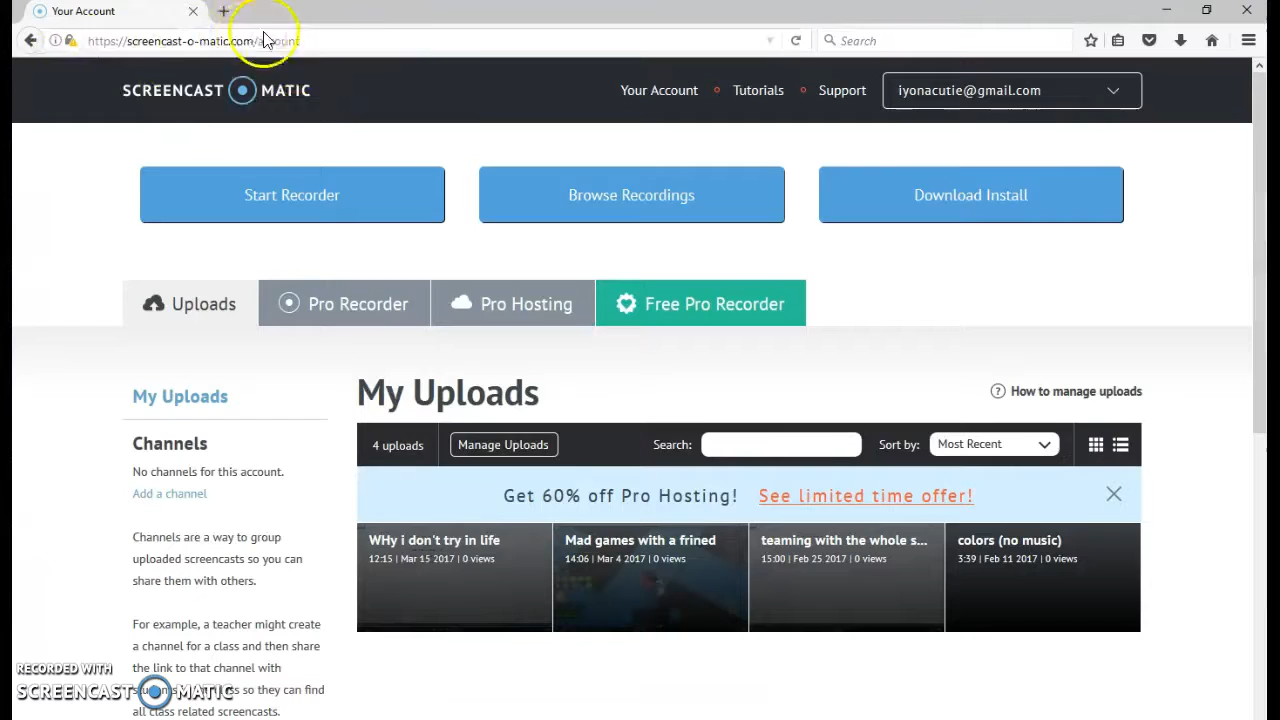 Your Account
https://screencast-o-matic.com/account
Search
SCREENCAST MATIC
Your Account
Tutorials
Support
iyonacutie@gmail.com
Start Recorder
Browse Recordings
Download Install
Uploads
Pro Recorder
Pro Hosting
Free Pro Recorder
My Uploads
My Uploads
? How to manage uploads
4 uploads
Manage Uploads
Search:
Sort by:
Most Recent
Get 60% off Pro Hosting! See limited time offer!
Channels
No channels for this account.
Add a channel
Channels are a way to group
uploaded screencasts so you can
share them with others.
For example, a teacher might create
a channel for a class and then share
the link to that channel with
so they can find
all class related screencasts.
WHy i don't try in life
12:15 | Mar 15 2017 | 0 views
Mad games with a frined
14:06 | Mar 4 2017 | 0 views
teaming with the whole s...
15:00 | Feb 25 2017 | 0 views
colors (no music)
3:39 | Feb 11 2017 | 0 views
RECORDED WITH
SCREENCAST MATIC